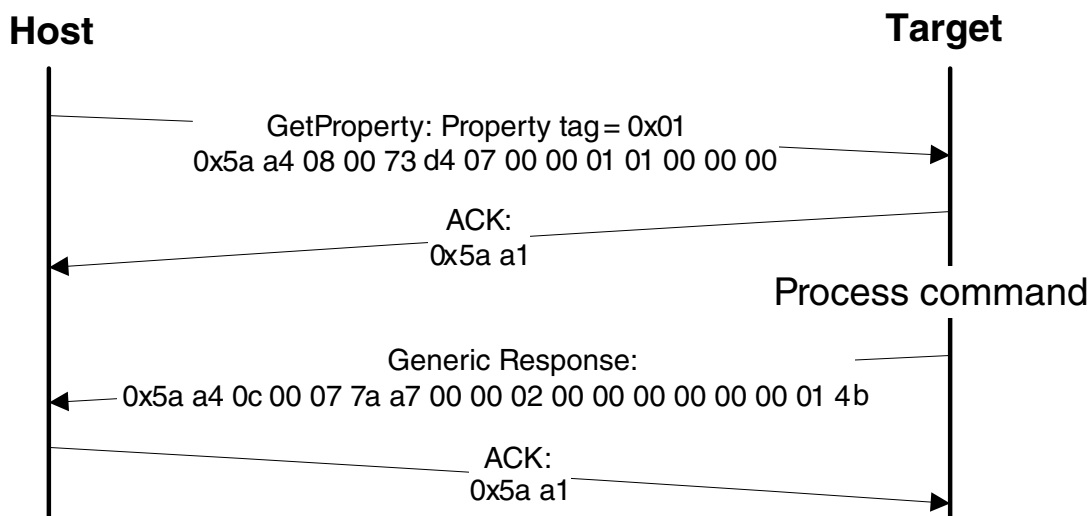 Host
Target
GetProperty: Property tag = 0x01
0x5a a4 08 00 73 d4 07 00 00 01 01 00 00 00
ACK:
0x5a a1
Process command
Generic Response:
0x5a a4 0c 00 07 7a a7 00 00 02 00 00 00 00 00 00 01 4b
ACK:
0x5a a1